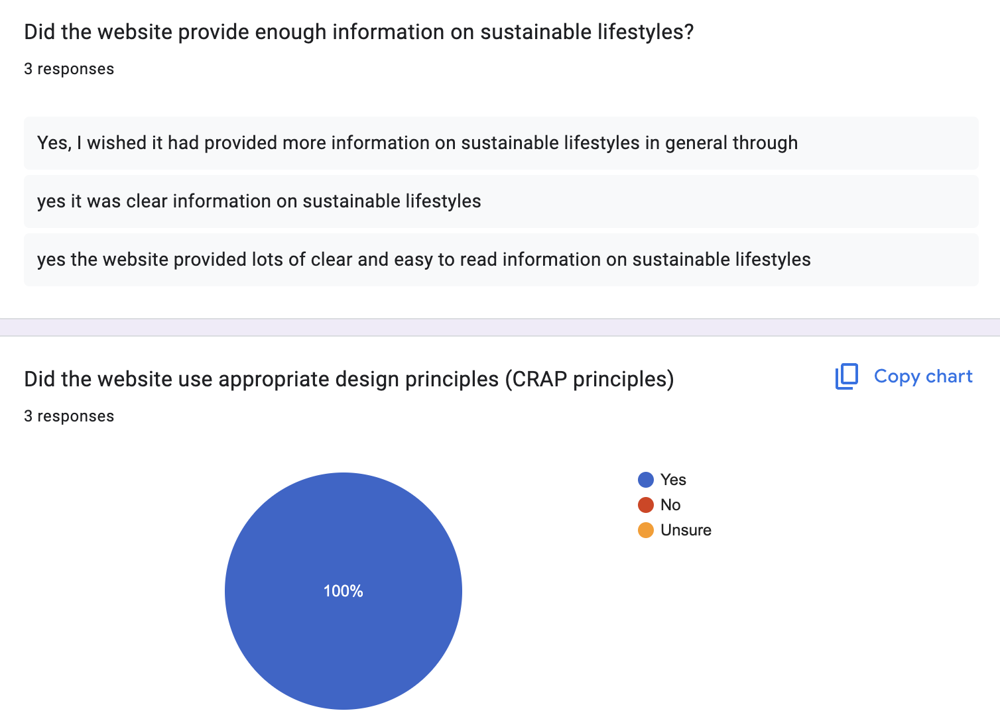 Did the website provide enough information on sustainable lifestyles?
3 responses
Yes, I wished it had provided more information on sustainable lifestyles in general through
yes it was clear information on sustainable lifestyles
yes the website provided lots of clear and easy to read information on sustainable lifestyles
Did the website use appropriate design principles (CRAP principles)
Copy chart
3 responses
Yes
No
Unsure
100%